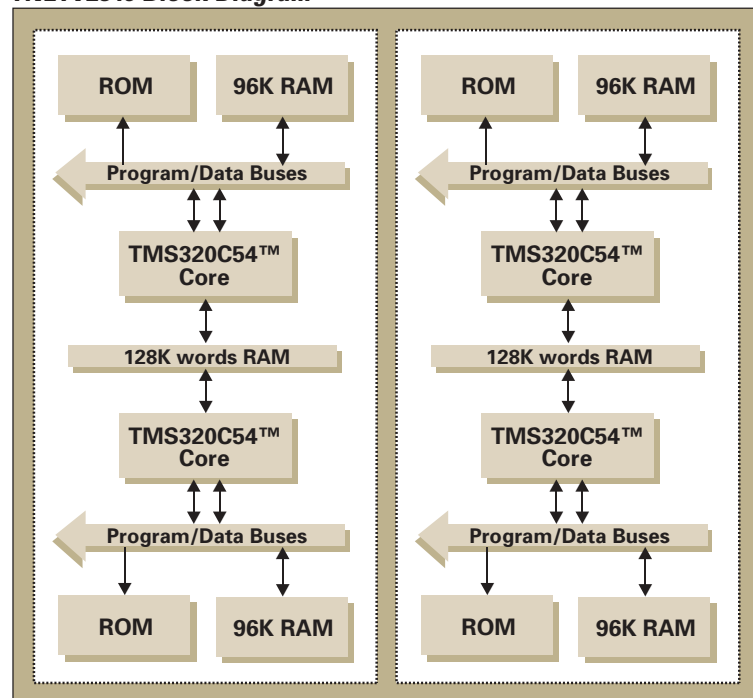 Block Diagram
ROM 96K RAM
Program/Data Buses
TMS320C54™
Core
128K words RAM
TMS320C54™
Core
Program/Data Buses
ROM 96K RAM
ROM 96K RAM
Program/Data Buses
TMS320C54™
Core
128K words RAM
TMS320C54™
Core
Program/Data Buses
ROM 96K RAM